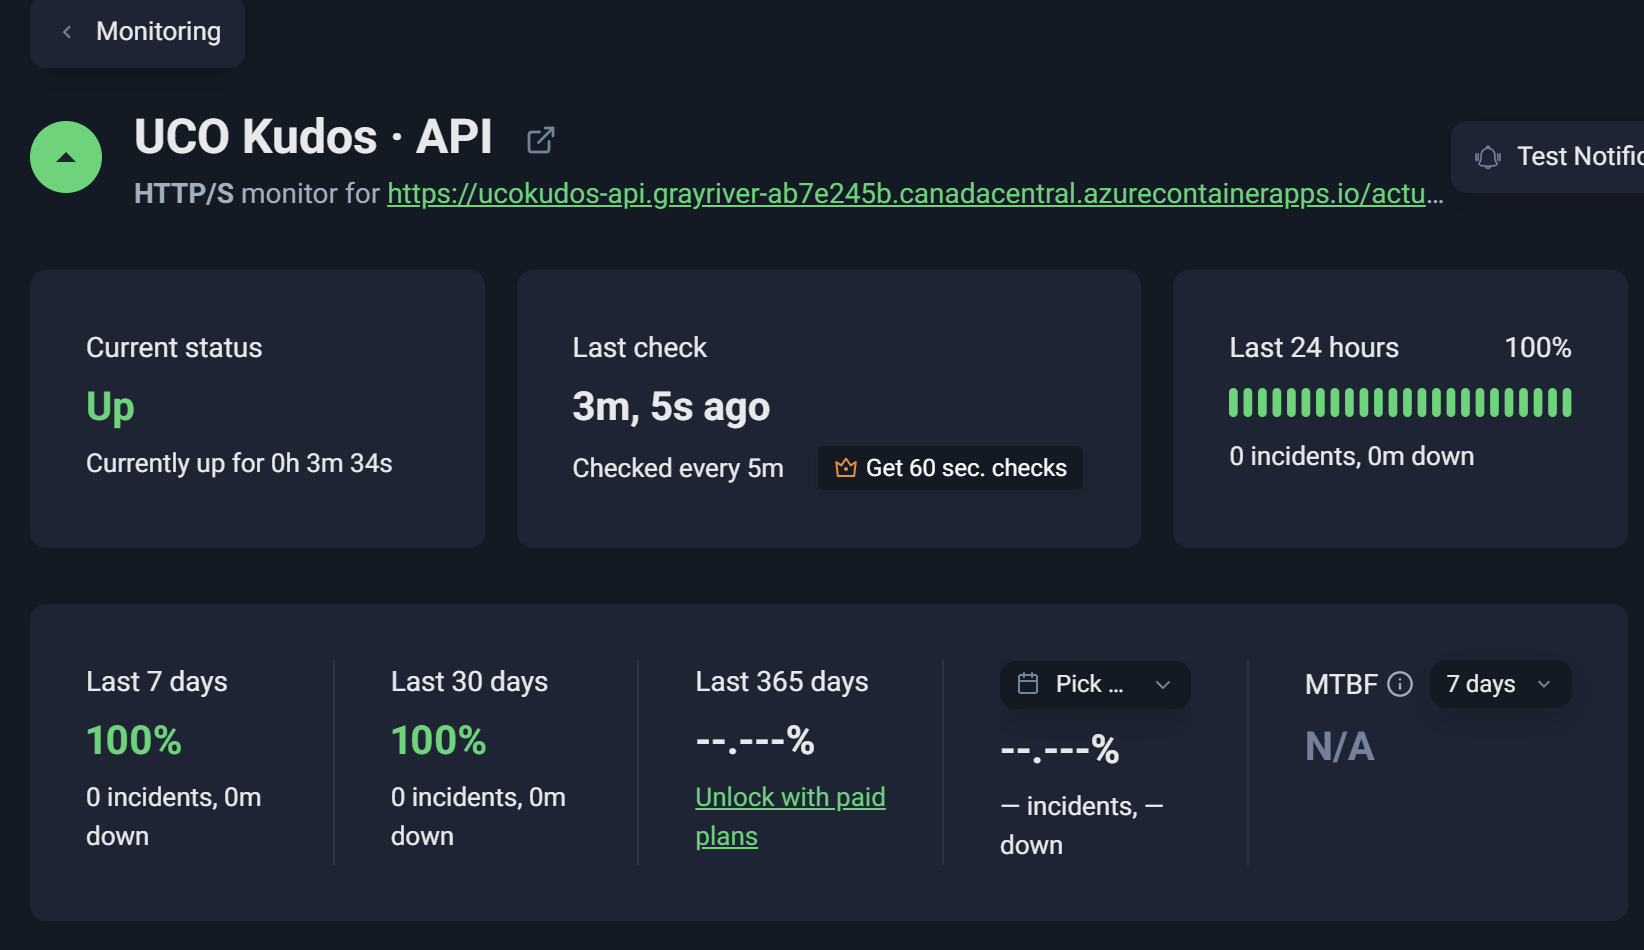 Monitoring
UCO Kudos · API
HTTP/S monitor for https://ucokudos-api.grayriver-ab7e245b.canadacentral.azurecontainerapps.io/actu...
Test Notific
Current status
Up
Currently up for 0h 3m 34s
Last check
3m, 5s ago
Checked every 5m
Get 60 sec. checks
Last 24 hours 100%
0 incidents, 0m down
Last 7 days
100%
0 incidents, 0m
down
Last 30 days
100%
0 incidents, 0m
down
Last 365 days
--.---%
Unlock with paid
plans
Pick ...
--.---%
— incidents, —
down
MTBF 7 days
N/A